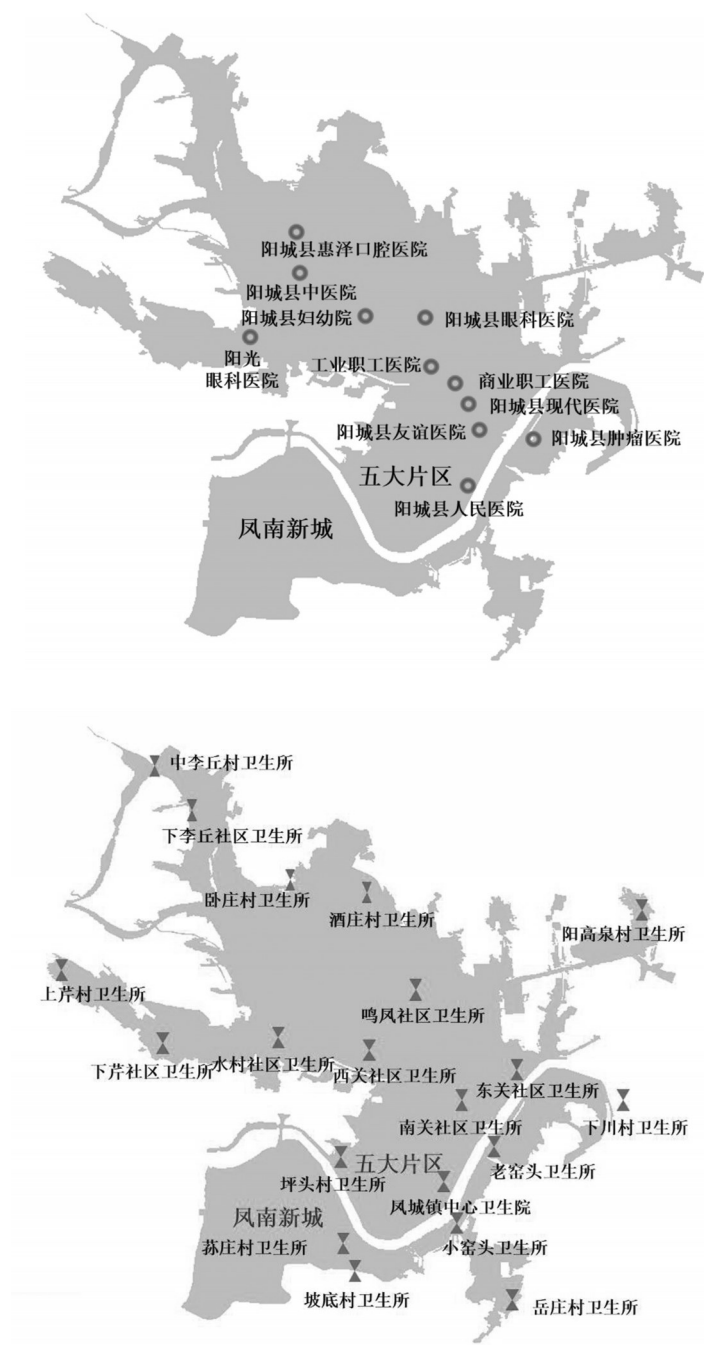 阳城县惠泽口腔医院
阳城县中医院
阳城县妇幼院
阳城县眼科医院
阳光
眼科医院
工业职工医院
商业职工医院
阳城县现代医院
阳城县友谊医院
阳城县肿瘤医院
五大片区
阳城县人民医院
凤南新城
中李丘村卫生所
下李丘社区卫生所
卧庄村卫生所
酒庄村卫生所
阳高泉村卫生所
上芹村卫生所
鸣凤社区卫生所
下芹社区卫生所
水村社区卫生所
西关社区卫生所
东关社区卫生所
南关社区卫生所
下川村卫生所
老窑头卫生所
五大片区
坪头村卫生所
凤城镇中心卫生院
凤南新城
荪庄村卫生所
小窑头卫生所
坡底村卫生所
岳庄村卫生所